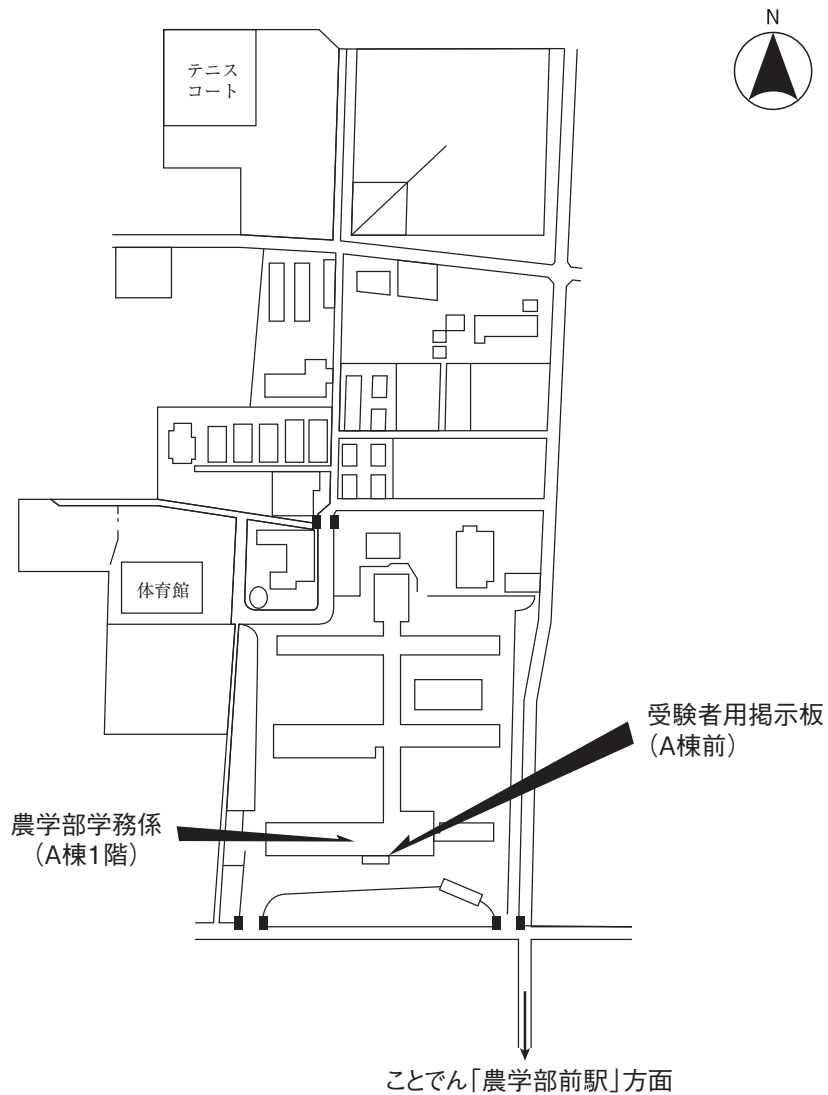 N
テニス
コート
体育館
受験者用掲示板
（A棟前）
農学部学務係
（A棟1階）
ことでん「農学部前駅」方面